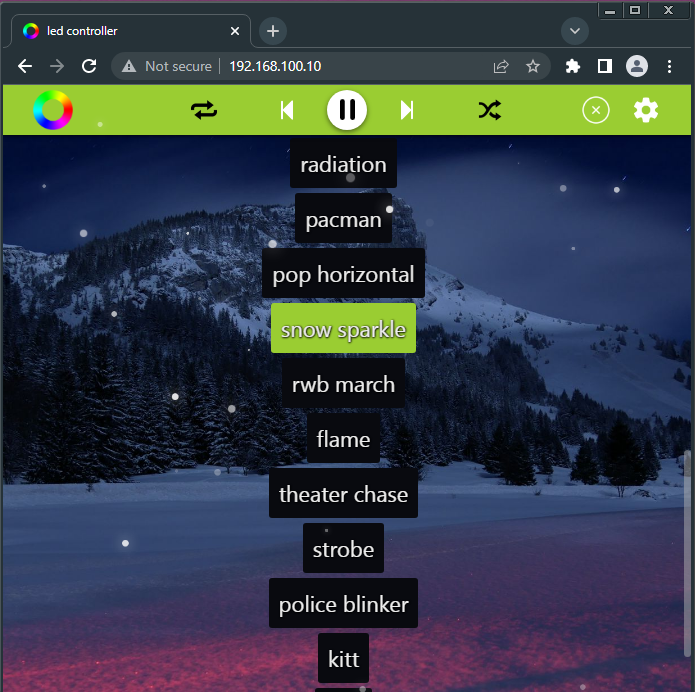 led controller
Not secure
192.168.100.10
radiation
pacman
pop horizontal
snow sparkle
rwb march
flame
theater chase
strobe
police blinker
kitt